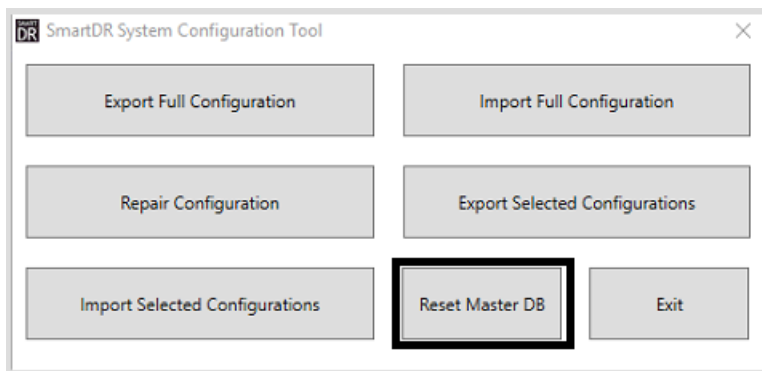 SMART
DR SmartDR System Configuration Tool
Export Full Configuration
Import Full Configuration
Repair Configuration
Export Selected Configurations
Import Selected Configurations
Reset Master DB
Exit